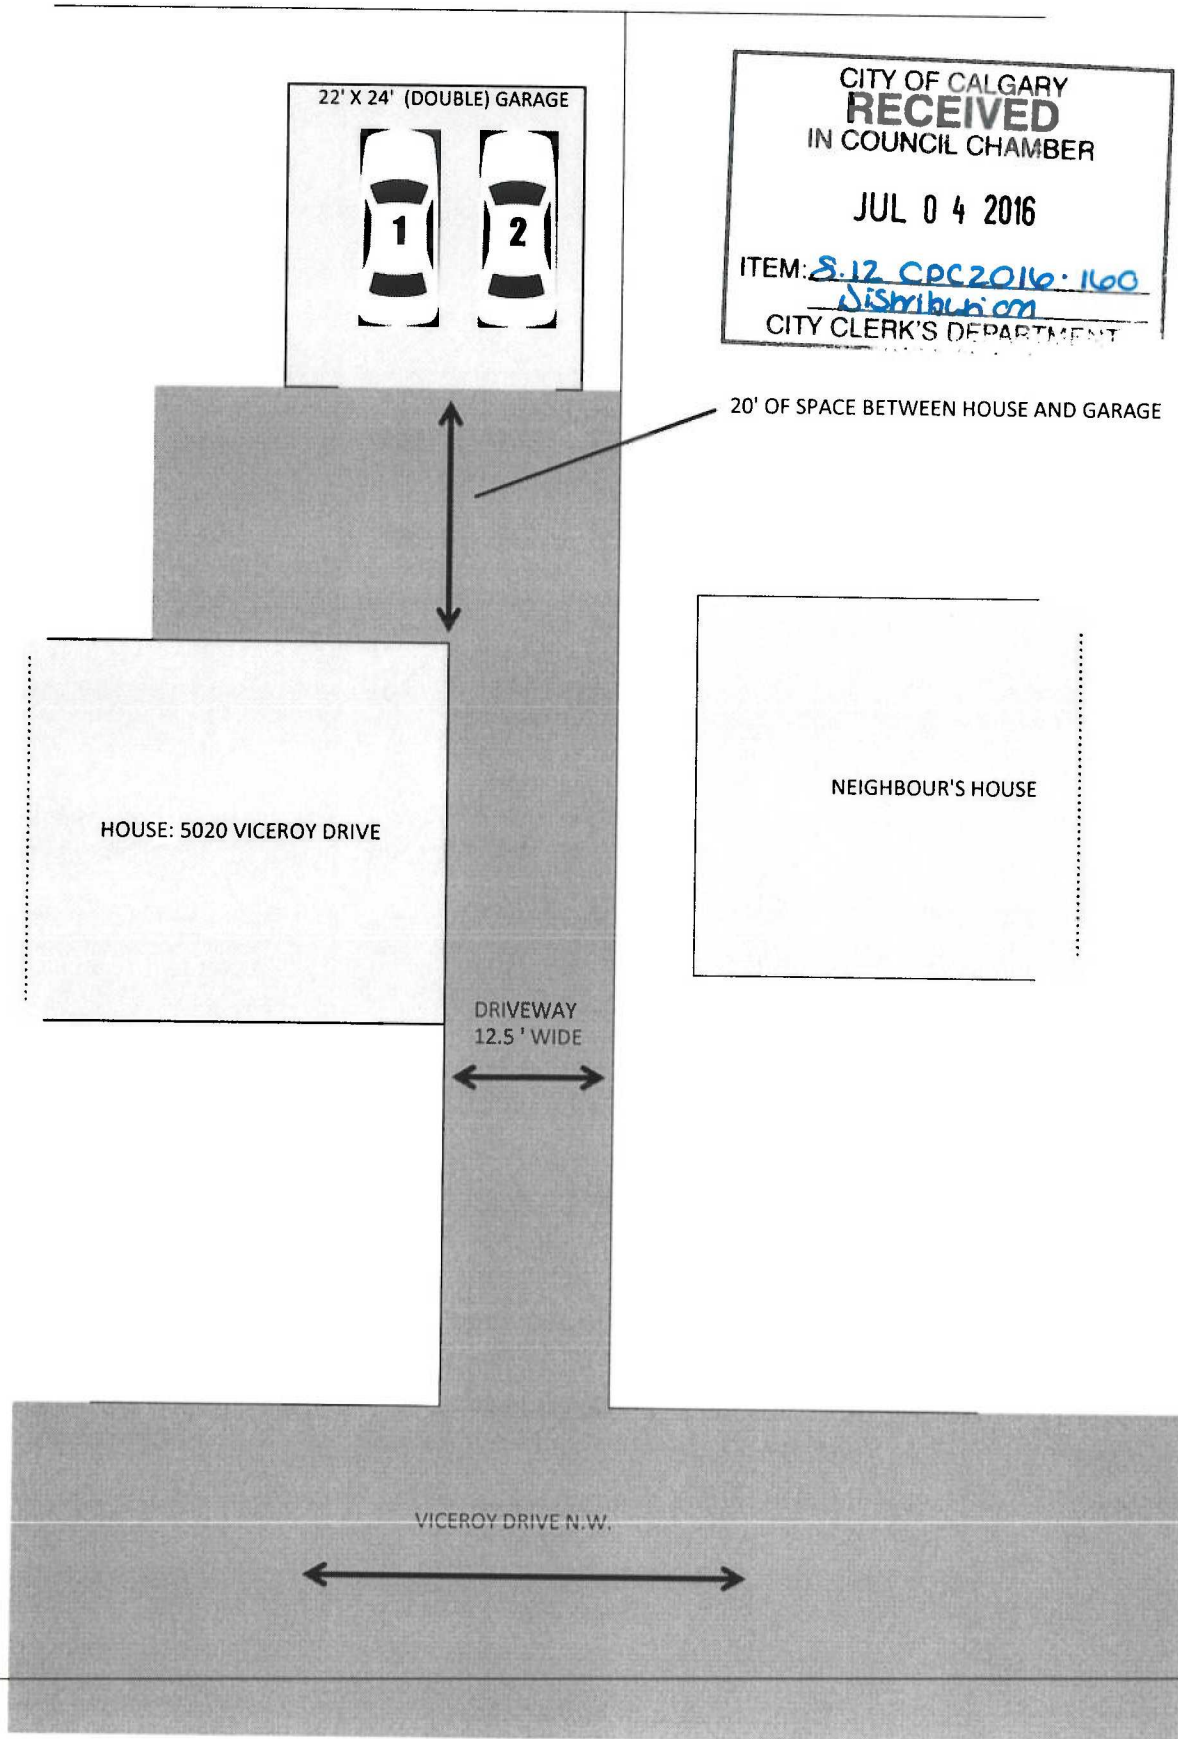 22' X 24' (DOUBLE) GARAGE
1
2
CITY OF CALGARY
RECEIVED
IN COUNCIL CHAMBER
JUL 0 4 2016
ITEM: 8.12 CPC2016-160
Distribution
CITY CLERK'S DEPARTMENT
20' OF SPACE BETWEEN HOUSE AND GARAGE
HOUSE: 5020 VICEROY DRIVE
NEIGHBOUR'S HOUSE
DRIVEWAY
12.5 ' WIDE
VICEROY DRIVE N.W.